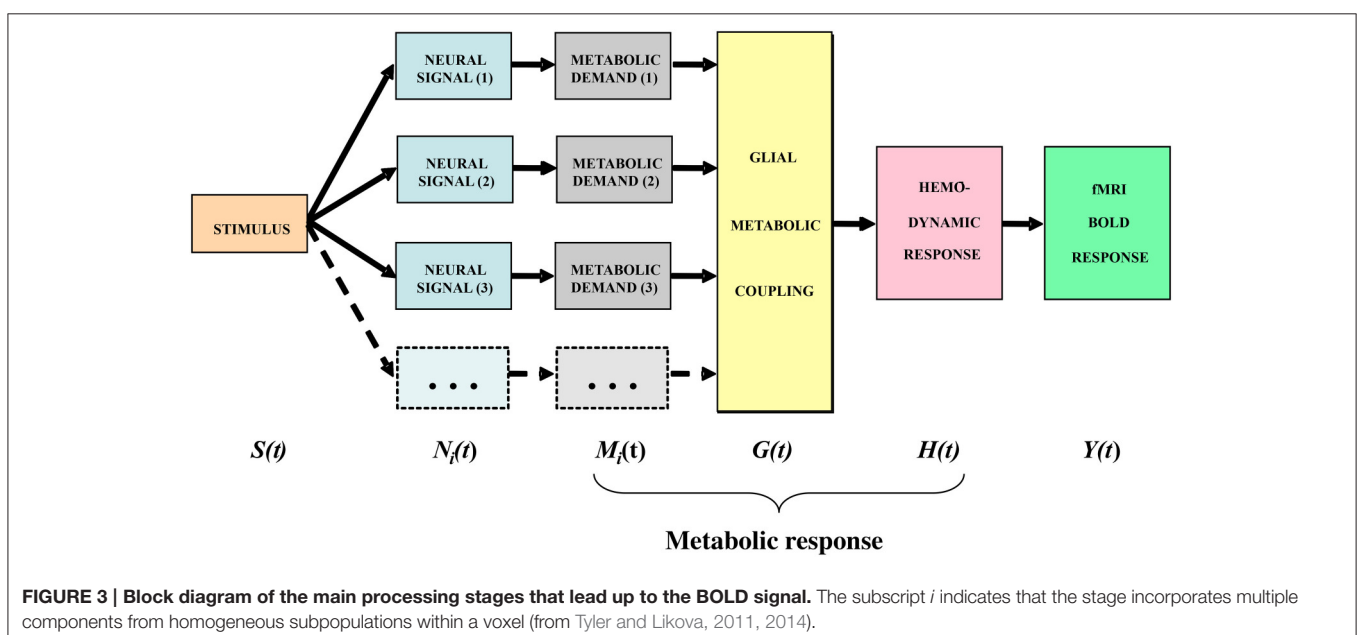 NEURAL
SIGNAL (1)
METABOLIC
DEMAND (1)
NEURAL
SIGNAL (2)
METABOLIC
DEMAND (2)
NEURAL
SIGNAL (3)
METABOLIC
DEMAND (3)
STIMULUS
. . .
. . .
GLIAL
METABOLIC
COUPLING
HEMO-
DYNAMIC
RESPONSE
fMRI
BOLD
RESPONSE
S(t)
Ni(t)
Mi(t)
G(t)
H(t)
Y(t)
Metabolic response
FIGURE 3 | Block diagram of the main processing stages that lead up to the BOLD signal. The subscript i indicates that the stage incorporates multiple
components from homogeneous subpopulations within a voxel (from Tyler and Likova, 2011, 2014).